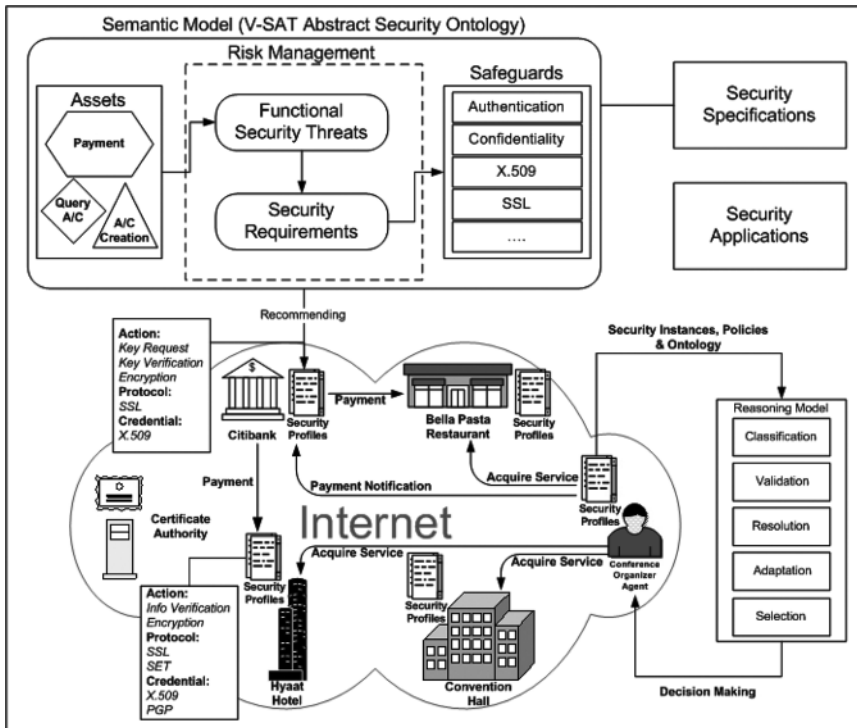 Semantic Model (V-SAT Abstract Security Ontology)
Risk Management
Assets
Payment
Query
A/C
A/C
Creation
Functional
Security Threats
Security
Requirements
Safeguards
Authentication
Confidentiality
X.509
SSL
....
Security
Specifications
Security
Applications
Recommending
Security Instances, Policies
& Ontology
Action:
Key Request
Key Verification
Encryption
Protocol:
SSL
Credential:
X.509
$
Citibank
Security
Profiles
Payment
Bella Pasta
Restaurant
Security
Profiles
Reasoning Model
Classification
Validation
Resolution
Adaptation
Selection
Payment
Payment Notification
Acquire Service
Security
Profiles
Certificate
Authority
Internet
Security
Profiles
Acquire Service
Security
Profiles
Acquire Service
Conference
Organizer
Agent
Action:
Info Verification
Encryption
Protocol:
SSL
SET
Credential:
X.509
PGP
Hyaat
Hotel
Convention
Hall
Decision Making